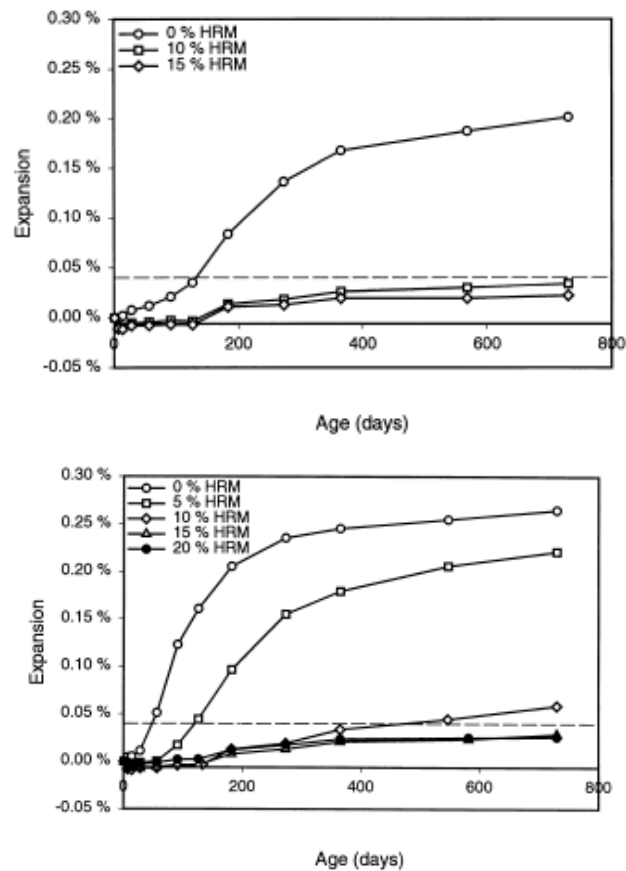 0.30 %
0 % HRM
10 % HRM
15 % HRM
0.25 %
0.20 %
0.15 %
0.10 %
0.05 %
0.00 %
-0.05 %
Expansion
0
200
400
600
800
Age (days)
0.30 %
0 % HRM
5 % HRM
10 % HRM
15 % HRM
20 % HRM
0.25 %
0.20 %
0.15 %
0.10 %
0.05 %
0.00 %
-0.05 %
Expansion
0
200
400
600
800
Age (days)